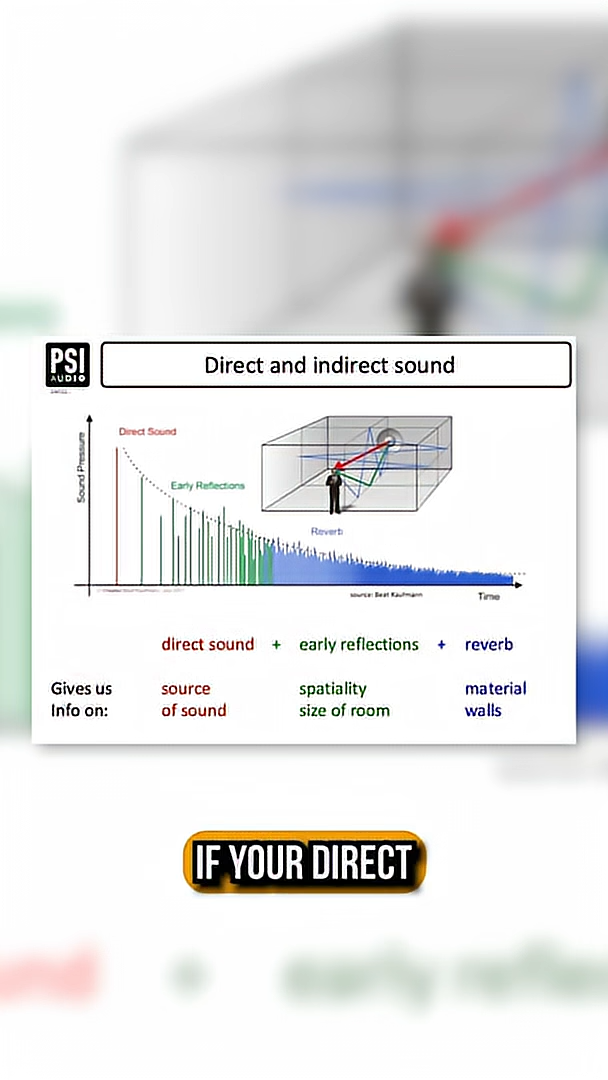 PSI
AUDIO
Direct and indirect sound
Sound Pressure
Direct Sound
Early Reflections
Reverb
source: Beat Kaufmann
Time
direct sound + early reflections + reverb
Gives us source spatiality material
Info on: of sound size of room walls
IF YOUR DIRECT